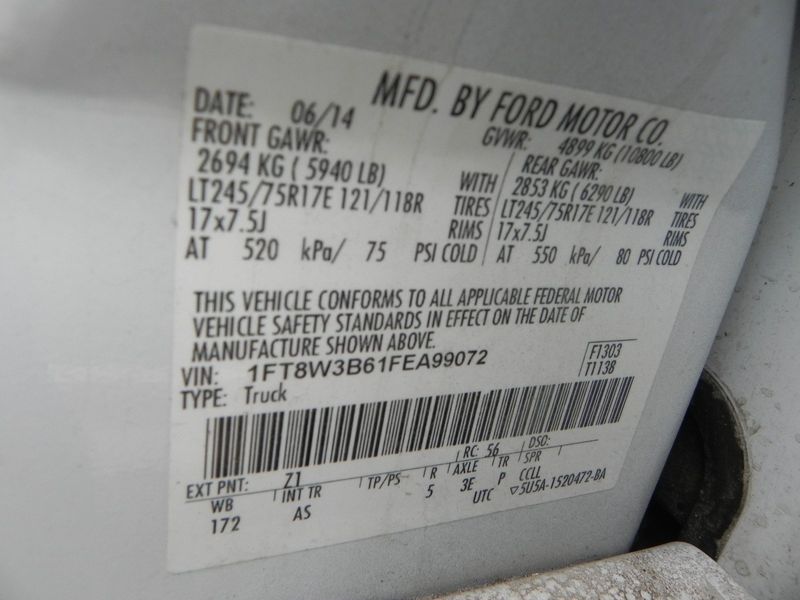 MFD. BY FORD MOTOR CO.
DATE: 06/14 GVWR: 4899 KG (10800 LB)
FRONT GAWR: REAR GAWR:
2694 KG ( 5940 LB) WITH 2853 KG ( 6290 LB) WITH
LT245/75R17E 121/118R TIRES LT245/75R17E 121/118R TIRES
17x7.5J RIMS 17x7.5J RIMS
AT 520 kPa/ 75 PSI COLD AT 550 kPa/ 80 PSI COLD
THIS VEHICLE CONFORMS TO ALL APPLICABLE FEDERAL MOTOR
VEHICLE SAFETY STANDARDS IN EFFECT ON THE DATE OF
MANUFACTURE SHOWN ABOVE.
VIN: 1FT8W3B61FEA99072 F1303
TYPE: Truck T1138
EXT PNT: Z1 RC: 56 DSO:
WB INT TR TP/PS R AXLE TR SPR
172 AS 5 3E P CCLL
UTC ▽5U5A-1520472-BA